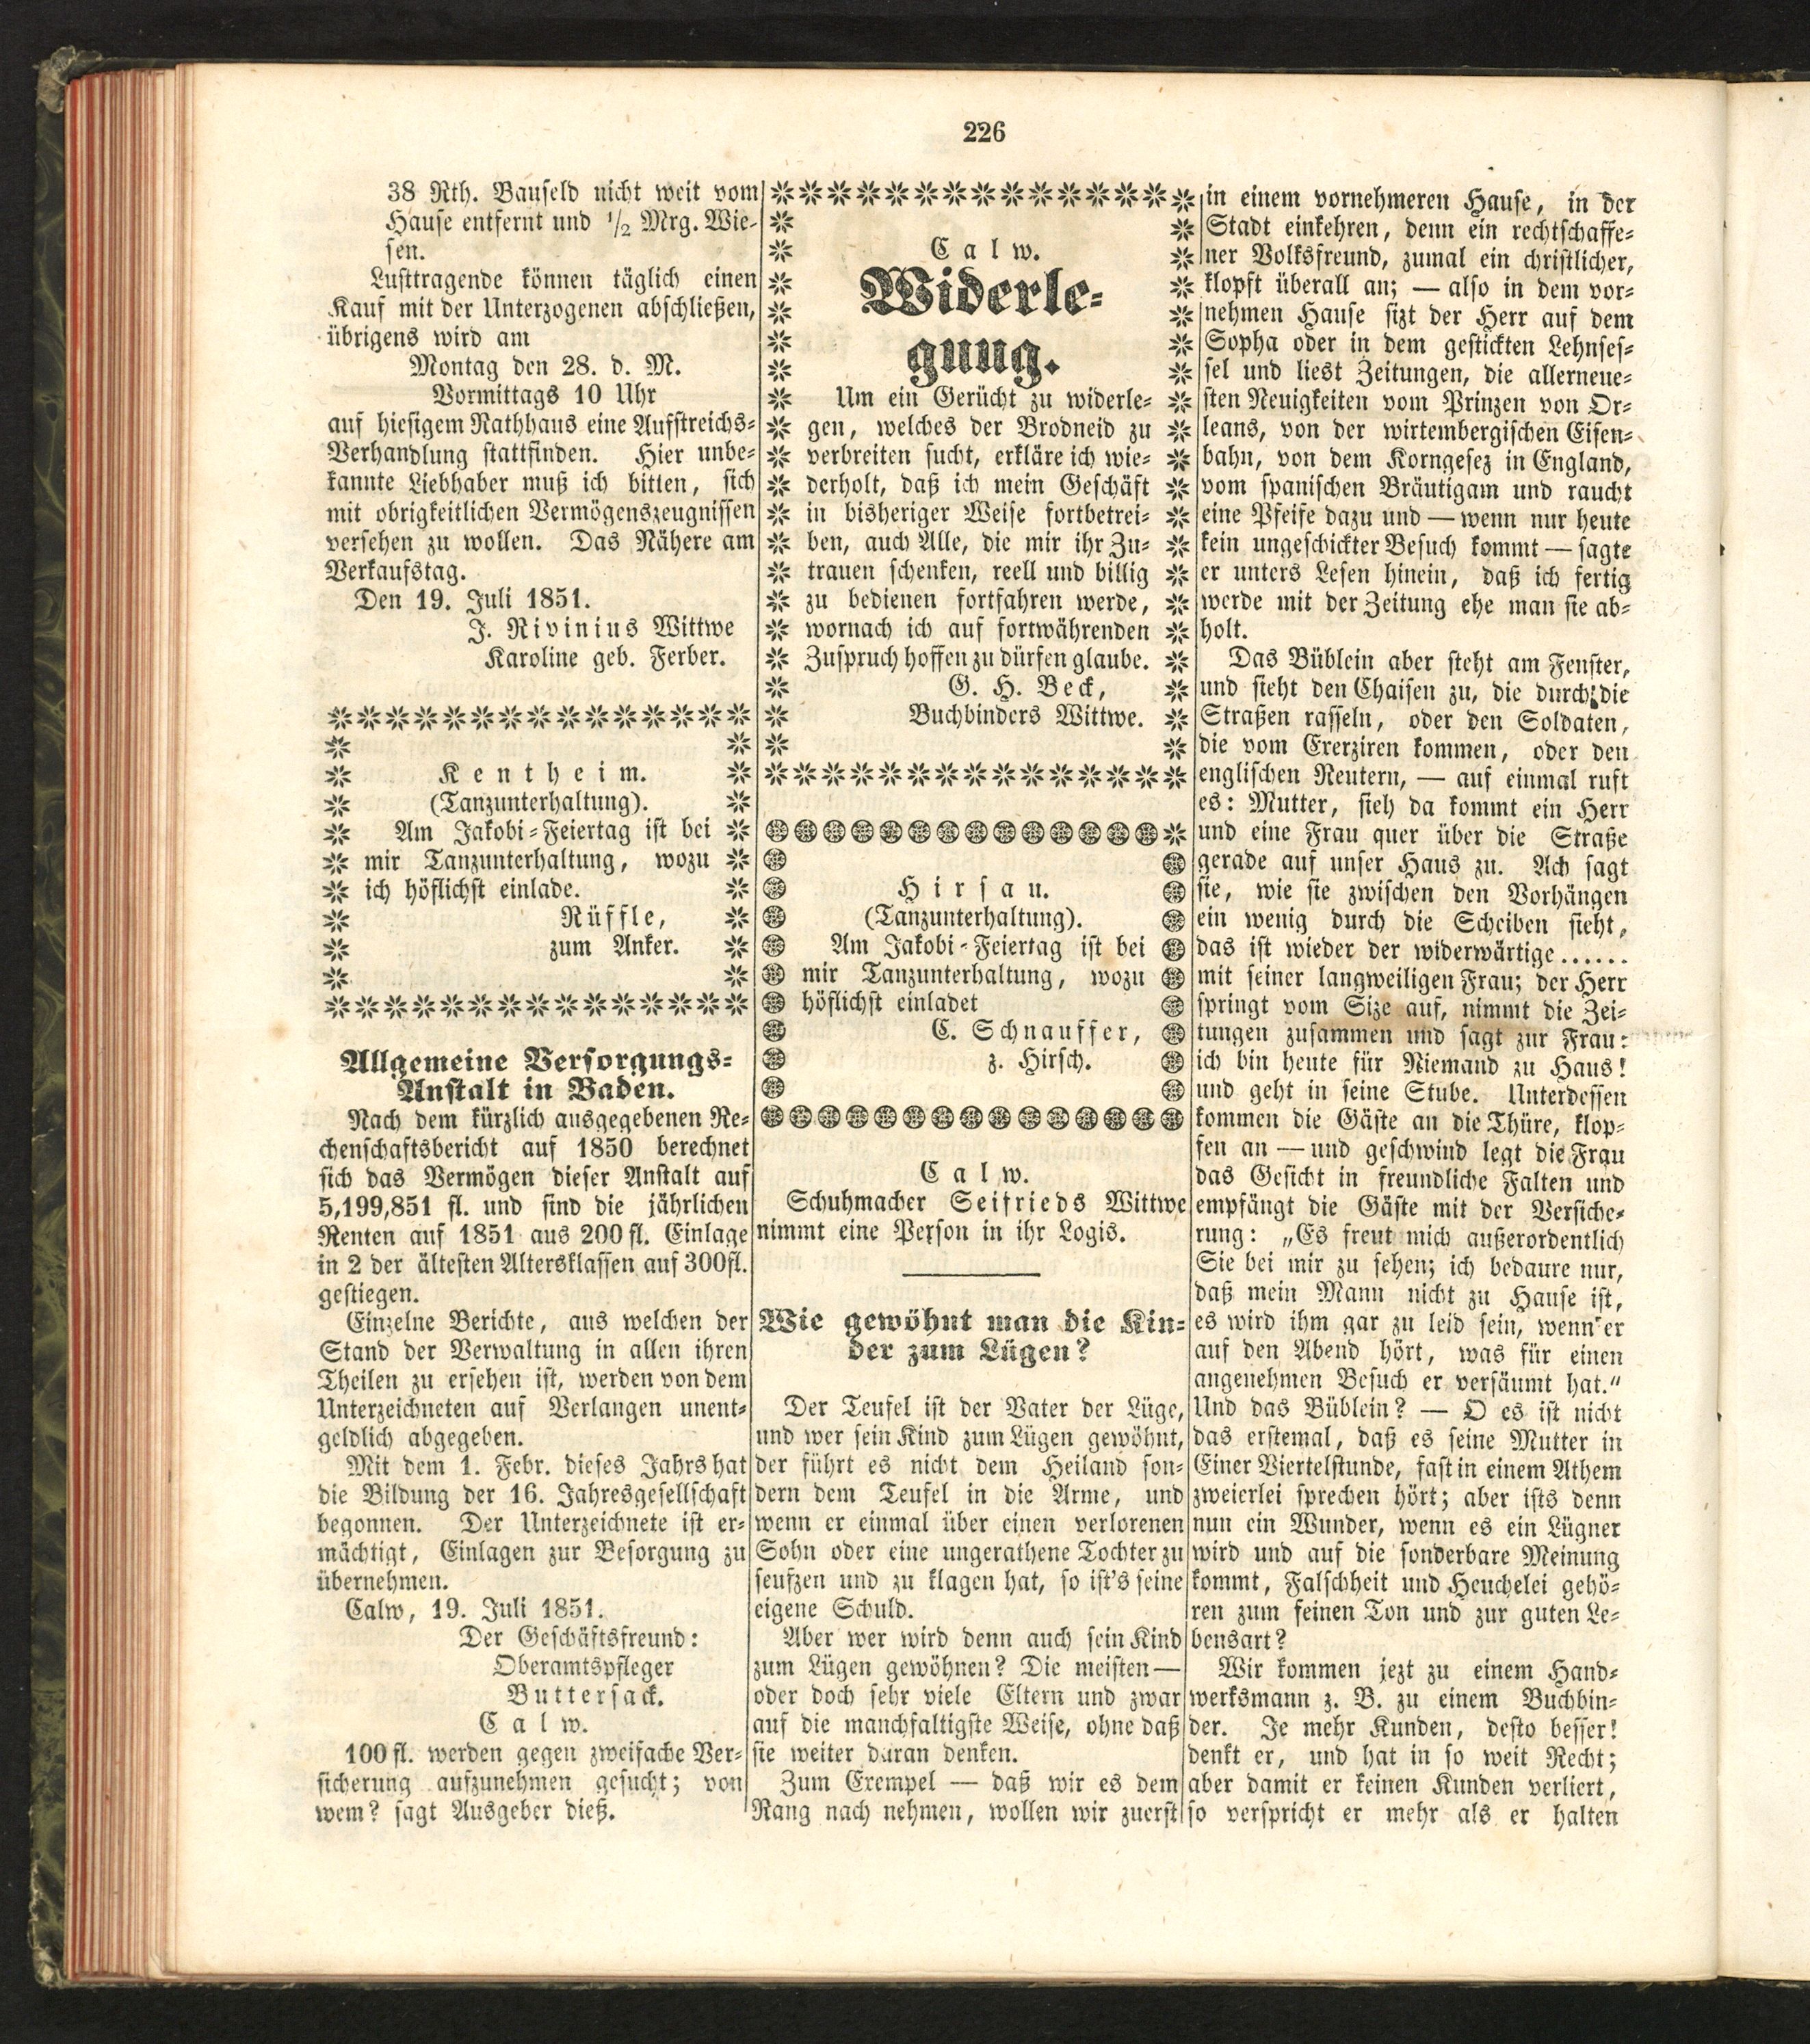 226
38 Rth. Baufeld nicht weit vom
Hause entfernt und 1/2 Mrg. Wie-
sen.
Lusttragende können täglich einen
Kauf mit der Unterzogenen abschließen,
übrigens wird am
Montag den 28. d. M.
Vormittags 10 Uhr
auf hiesigem Rathhaus eine Aufstreichs-
Verhandlung stattfinden. Hier unbe-
kannte Liebhaber muß ich bitten, sich
mit obrigkeitlichen Vermögenszeugnissen
versehen zu wollen. Das Nähere am
Verkaufstag.
Den 19. Juli 1851.
J. Rivinius Wittwe
Karoline geb. Ferber.
Kentheim.
(Tanzunterhaltung).
Am Jakobi-Feiertag ist bei
mir Tanzunterhaltung, wozu
ich höflichst einlade.
Rüffle,
zum Anker.
Allgemeine Versorgungs-
Anstalt in Baden.
Nach dem kürzlich ausgegebenen Re-
chenschaftsbericht auf 1850 berechnet
sich das Vermögen dieser Anstalt auf
5,199,851 fl. und sind die jährlichen
Renten auf 1851 aus 200 fl. Einlage
in 2 der ältesten Altersklassen auf 300fl.
gestiegen.
Einzelne Berichte, aus welchen der
Stand der Verwaltung in allen ihren
Theilen zu ersehen ist, werden von dem
Unterzeichneten auf Verlangen unent-
geldlich abgegeben.
Mit dem 1. Febr. dieses Jahrs hat
die Bildung der 16. Jahresgesellschaft
begonnen. Der Unterzeichnete ist er-
mächtigt, Einlagen zur Besorgung zu
übernehmen.
Calw, 19. Juli 1851.
Der Geschäftsfreund:
Oberamtspfleger
Buttersack.
Calw.
100 fl. werden gegen zweifache Ver-
sicherung aufzunehmen gesucht; von
wem? sagt Ausgeber dieß.
Calw.
Widerle-
gung.
Um ein Gerücht zu widerle-
gen, welches der Brodneid zu
verbreiten sucht, erkläre ich wie-
derholt, daß ich mein Geschäft
in bisheriger Weise fortbetrei-
ben, auch Alle, die mir ihr Zu-
trauen schenken, reell und billig
zu bedienen fortfahren werde,
wornach ich auf fortwährenden
Zuspruch hoffen zu dürfen glaube.
G. H. Beck,
Buchbinders Wittwe.
Hirsau.
(Tanzunterhaltung).
Am Jakobi-Feiertag ist bei
mir Tanzunterhaltung, wozu
höflichst einladet
C. Schnauffer,
z. Hirsch.
Calw.
Schuhmacher Seifrieds Wittwe
nimmt eine Person in ihr Logis.
Wie gewöhnt man die Kin-
der zum Lügen?
Der Teufel ist der Vater der Lüge,
und wer sein Kind zum Lügen gewöhnt,
der führt es nicht dem Heiland son-
dern dem Teufel in die Arme, und
wenn er einmal über einen verlorenen
Sohn oder eine ungerathene Tochter zu
seufzen und zu klagen hat, so ist's seine
eigene Schuld.
Aber wer wird denn auch sein Kind
zum Lügen gewöhnen? Die meisten —
oder doch sehr viele Eltern und zwar
auf die manchfaltigste Weise, ohne daß
sie weiter daran denken.
Zum Exempel — daß wir es dem
Rang nach nehmen, wollen wir zuerst
in einem vornehmeren Hause, in der
Stadt einkehren, denn ein rechtschaffe-
ner Volksfreund, zumal ein christlicher,
klopft überall an; — also in dem vor-
nehmen Hause sizt der Herr auf dem
Sopha oder in dem gestickten Lehnses-
sel und liest Zeitungen, die allerneue-
sten Neuigkeiten vom Prinzen von Or-
leans, von der wirtembergischen Eisen-
bahn, von dem Korngesez in England,
vom spanischen Bräutigam und raucht
eine Pfeife dazu und — wenn nur heute
kein ungeschickter Besuch kommt — sagte
er unters Lesen hinein, daß ich fertig
werde mit der Zeitung ehe man sie ab-
holt.
Das Büblein aber steht am Fenster,
und sieht den Chaisen zu, die durch die
Straßen rasseln, oder den Soldaten,
die vom Exerziren kommen, oder den
englischen Reutern, — auf einmal ruft
es: Mutter, sieh da kommt ein Herr
und eine Frau quer über die Straße
gerade auf unser Haus zu. Ach sagt
sie, wie sie zwischen den Vorhängen
ein wenig durch die Scheiben sieht,
das ist wieder der widerwärtige......
mit seiner langweiligen Frau; der Herr
springt vom Size auf, nimmt die Zei-
tungen zusammen und sagt zur Frau:
ich bin heute für Niemand zu Haus!
und geht in seine Stube. Unterdessen
kommen die Gäste an die Thüre, klop-
fen an — und geschwind legt die Frau
das Gesicht in freundliche Falten und
empfängt die Gäste mit der Versiche-
rung: „Es freut mich außerordentlich
Sie bei mir zu sehen; ich bedaure nur,
daß mein Mann nicht zu Hause ist,
es wird ihm gar zu leid sein, wenn er
auf den Abend hört, was für einen
angenehmen Besuch er versäumt hat."
Und das Büblein? — O es ist nicht
das erstemal, daß es seine Mutter in
Einer Viertelstunde, fast in einem Athem
zweierlei sprechen hört; aber ists denn
nun ein Wunder, wenn es ein Lügner
wird und auf die sonderbare Meinung
kommt, Falschheit und Heuchelei gehö-
ren zum feinen Ton und zur guten Le-
bensart?
Wir kommen jezt zu einem Hand-
werksmann z. B. zu einem Buchbin-
der. Je mehr Kunden, desto besser!
denkt er, und hat in so weit Recht;
aber damit er keinen Kunden verliert,
so verspricht er mehr als er halten